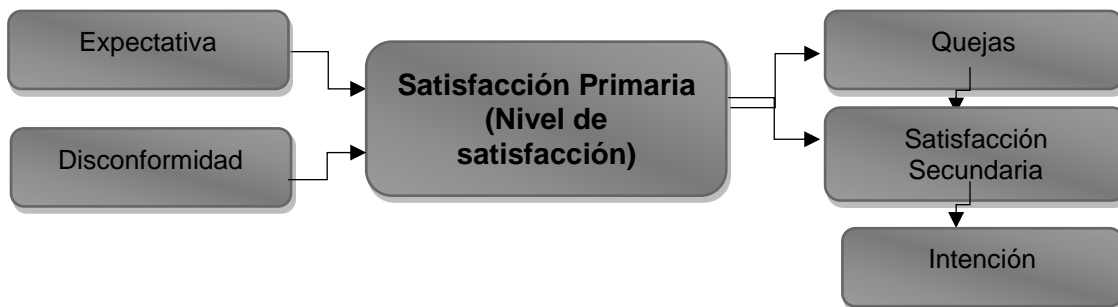 Expectativa
Disconformidad
Satisfacción Primaria
(Nivel de
satisfacción)
Quejas
Satisfacción
Secundaria
Intención